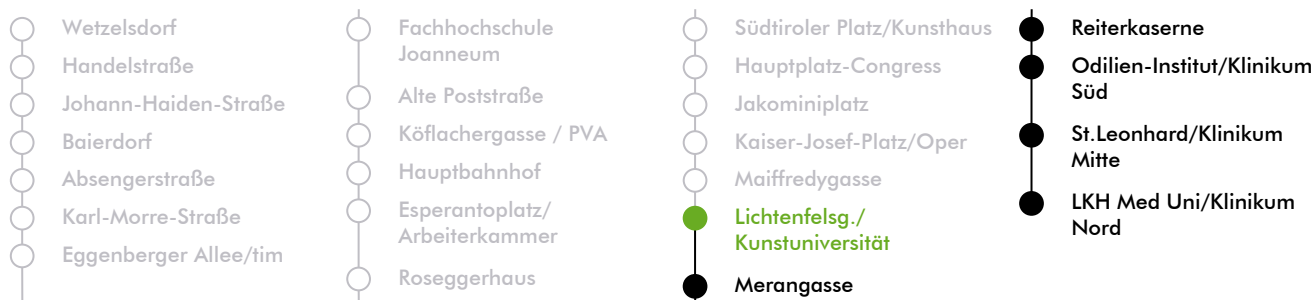 Wetzelsdorf
Handelstraße
Johann-Haiden-Straße
Baierdorf
Absengerstraße
Karl-Morre-Straße
Eggenberger Allee/tim
Fachhochschule
Joanneum
Alte Poststraße
Köflachergasse / PVA
Hauptbahnhof
Esperantoplatz/
Arbeiterkammer
Roseggerhaus
Südtiroler Platz/Kunsthaus
Hauptplatz-Congress
Jakominiplatz
Kaiser-Josef-Platz/Oper
Maiffredygasse
Lichtenfelsg./
Kunstuniversität
Merangasse
Reiterkaserne
Odilien-Institut/Klinikum
Süd
St.Leonhard/Klinikum
Mitte
LKH Med Uni/Klinikum
Nord